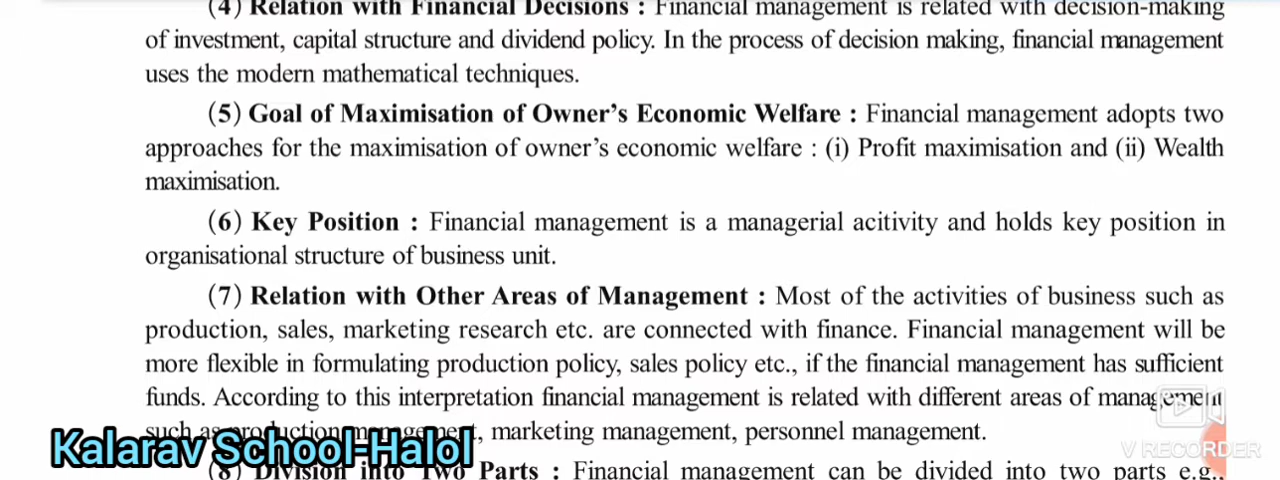 (4) Relation with Financial Decisions : Financial management is related with decision-making
of investment, capital structure and dividend policy. In the process of decision making, financial management
uses the modern mathematical techniques.
(5) Goal of Maximisation of Owner's Economic Welfare : Financial management adopts two
approaches for the maximisation of owner's economic welfare : (i) Profit maximisation and (ii) Wealth
maximisation.
(6) Key Position : Financial management is a managerial acitivity and holds key position in
organisational structure of business unit.
(7) Relation with Other Areas of Management : Most of the activities of business such as
production, sales, marketing research etc. are connected with finance. Financial management will be
more flexible in formulating production policy, sales policy etc., if the financial management has sufficient
funds. According to this interpretation financial management is related with different areas of management
such as production management, marketing management, personnel management.
Kalarav School-Halol
V RECORDER
(8) Division into Two Parts : Financial management can be divided into two parts e.g.,